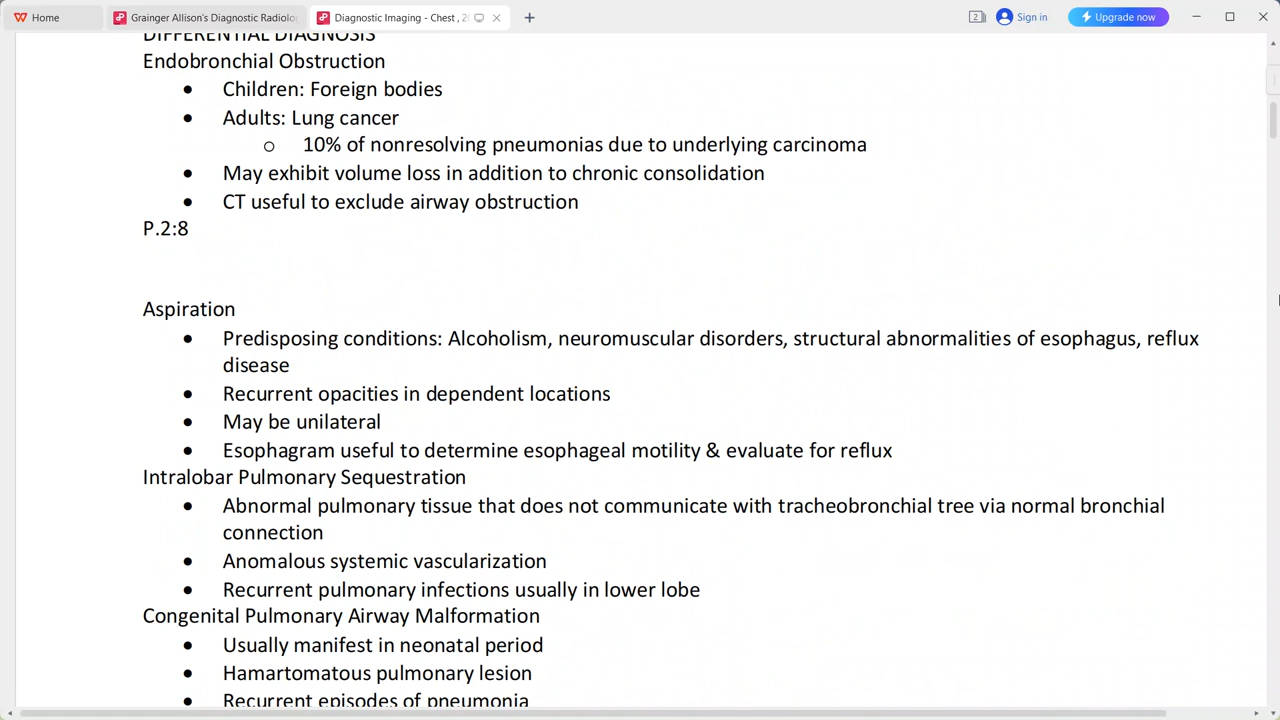 Home
Grainger Allison's Diagnostic Radiolo
Diagnostic Imaging - Chest , 2
2
Sign in
Upgrade now
DIFFERENTIAL DIAGNOSIS
Endobronchial Obstruction
• Children: Foreign bodies
• Adults: Lung cancer
o 10% of nonresolving pneumonias due to underlying carcinoma
• May exhibit volume loss in addition to chronic consolidation
• CT useful to exclude airway obstruction
P.2:8
Aspiration
• Predisposing conditions: Alcoholism, neuromuscular disorders, structural abnormalities of esophagus, reflux
disease
• Recurrent opacities in dependent locations
• May be unilateral
• Esophagram useful to determine esophageal motility & evaluate for reflux
Intralobar Pulmonary Sequestration
• Abnormal pulmonary tissue that does not communicate with tracheobronchial tree via normal bronchial
connection
• Anomalous systemic vascularization
• Recurrent pulmonary infections usually in lower lobe
Congenital Pulmonary Airway Malformation
• Usually manifest in neonatal period
• Hamartomatous pulmonary lesion
• Recurrent episodes of pneumonia